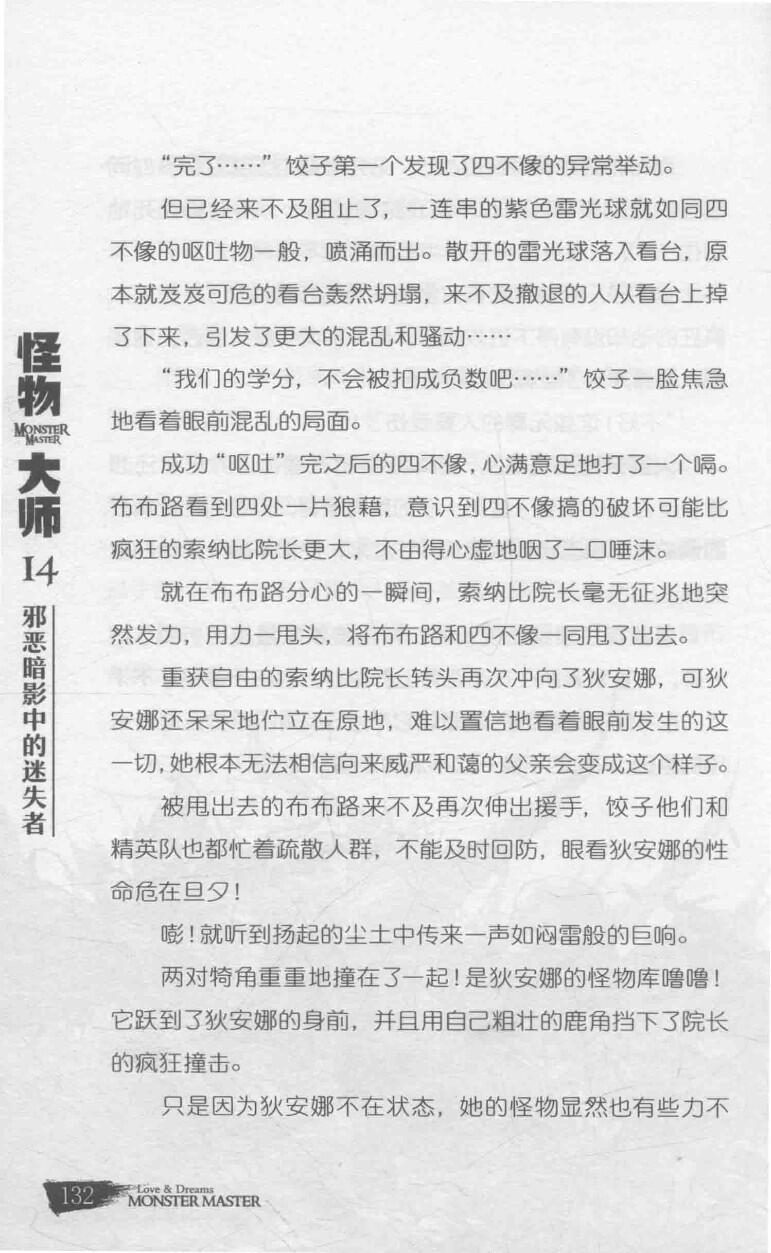 “完了……”饺子第一个发现了四不像的异常举动。
但已经来不及阻止了，一连串的紫色雷光球就如同四
不像的呕吐物一般，喷涌而出。散开的雷光球落入看台，原
本就岌岌可危的看台轰然坍塌，来不及撤退的人从看台上掉
了下来，引发了更大的混乱和骚动……
“我们的学分，不会被扣成负数吧……”饺子一脸焦急
地看着眼前混乱的局面。
成功“呕吐”完之后的四不像，心满意足地打了一个嗝。
布布路看到四处一片狼藉，意识到四不像搞的破坏可能比
疯狂的索纳比院长更大，不由得心虚地咽了一口唾沫。
就在布布路分心的一瞬间，索纳比院长毫无征兆地突
然发力，用力一甩头，将布布路和四不像一同甩了出去。
重获自由的索纳比院长转头再次冲向了狄安娜，可狄
安娜还呆呆地伫立在原地，难以置信地看着眼前发生的这
一切，她根本无法相信向来威严和蔼的父亲会变成这个样子。
被甩出去的布布路来不及再次伸出援手，饺子他们和
精英队也都忙着疏散人群，不能及时回防，眼看狄安娜的性
命危在旦夕！
嘭！就听到扬起的尘土中传来一声如闷雷般的巨响。
两对犄角重重地撞在了一起！是狄安娜的怪物库噜噜！
它跃到了狄安娜的身前，并且用自己粗壮的鹿角挡下了院长
的疯狂撞击。
只是因为狄安娜不在状态，她的怪物显然也有些力不
怪物
MONSTER
MASTER
大师
14
邪恶暗影中的迷失者
132
Love & Dreams
MONSTER MASTER